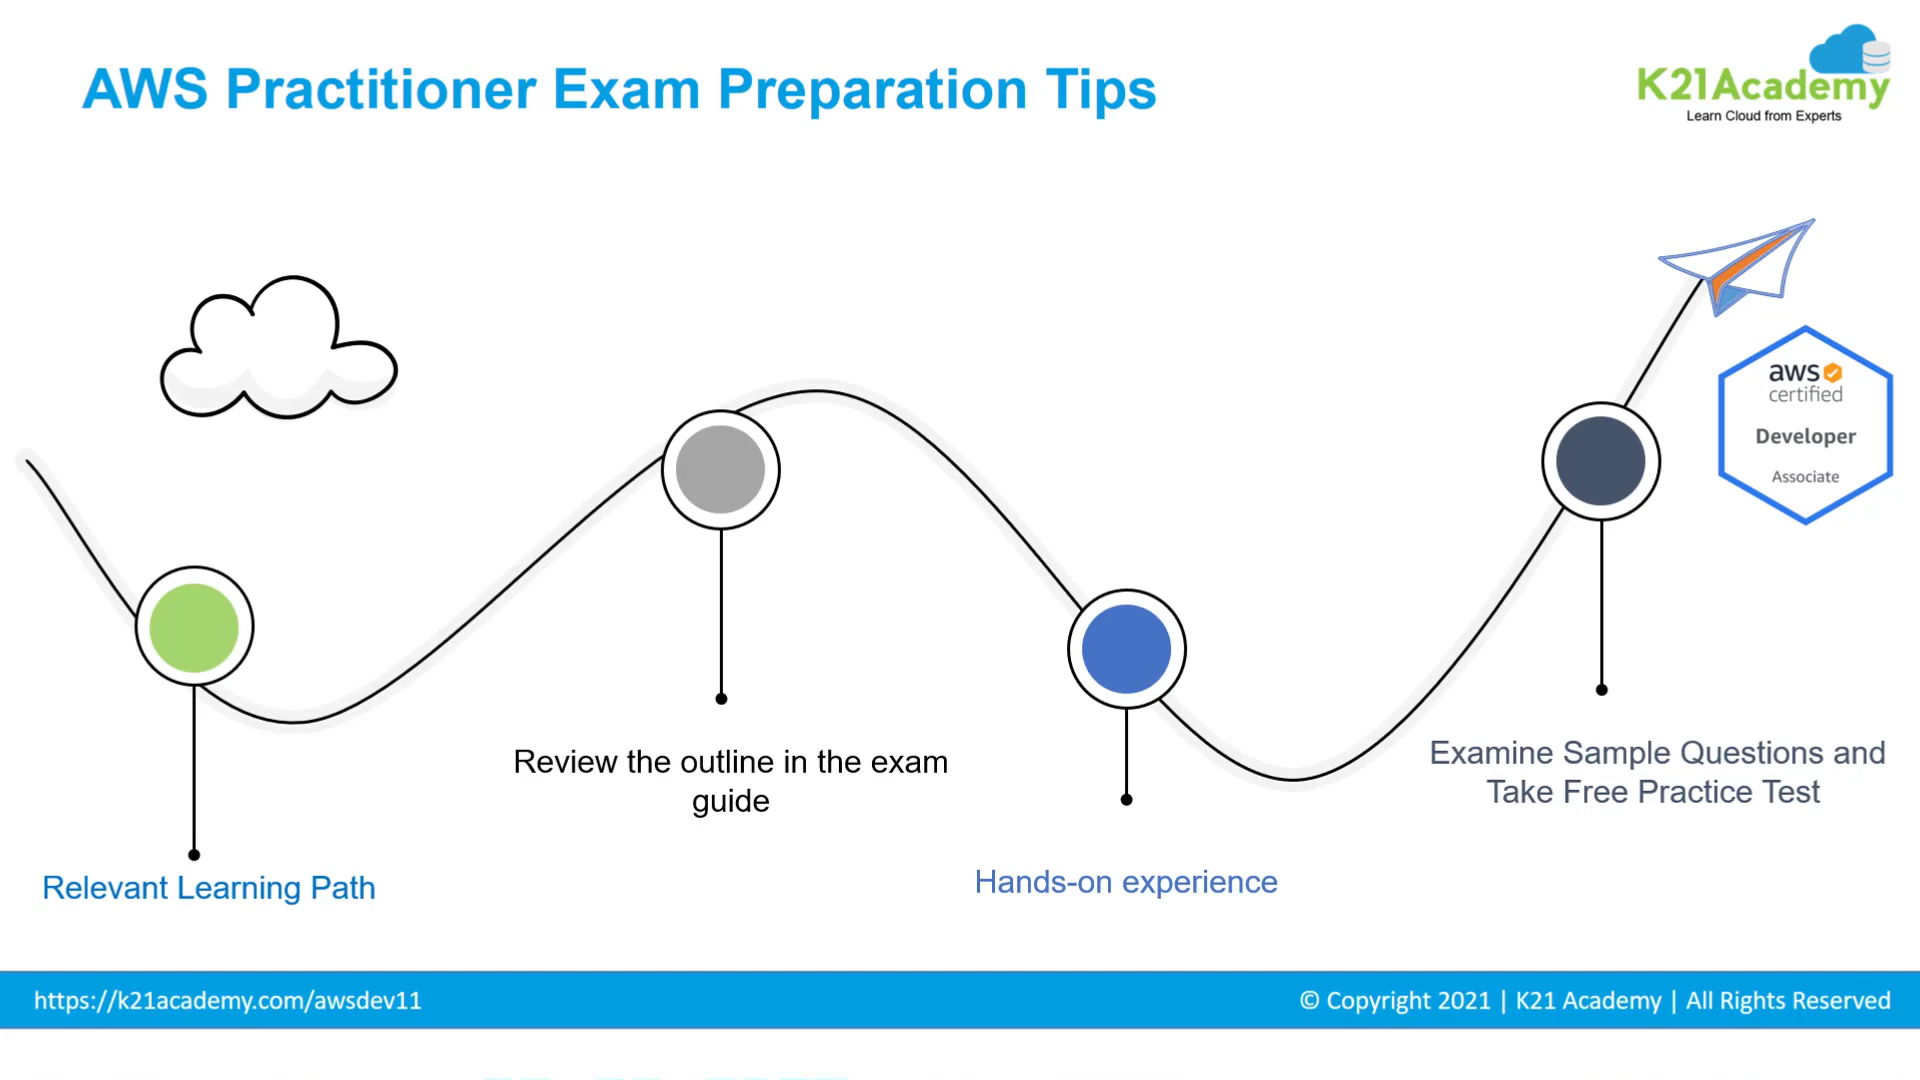 AWS Practitioner Exam Preparation Tips
K21Academy
Learn Cloud from Experts
aws
certified
Developer
Associate
Review the outline in the exam
guide
Examine Sample Questions and
Take Free Practice Test
Relevant Learning Path
Hands-on experience
https://k21academy.com/awsdev11
© Copyright 2021 | K21 Academy | All Rights Reserved